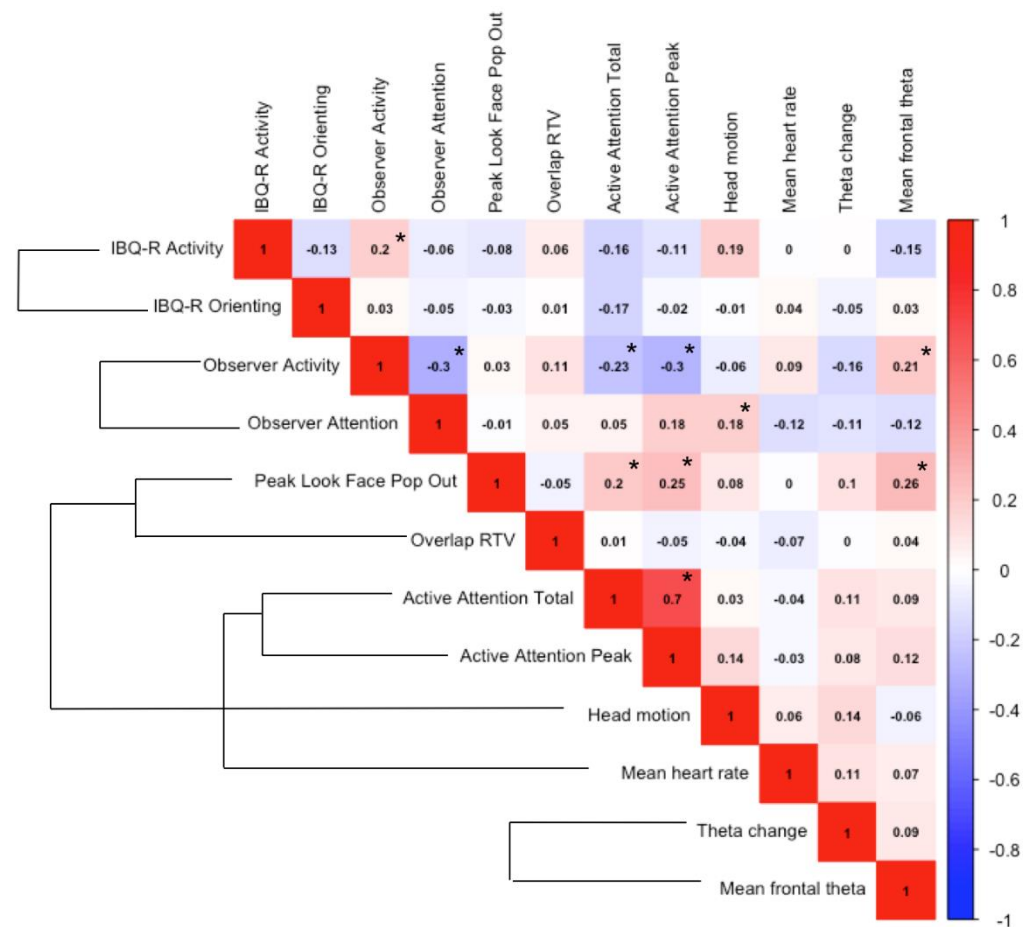 IBQ-R Activity
IBQ-R Orienting
Observer Activity
Observer Attention
Peak Look Face Pop Out
Overlap RTV
Active Attention Total
Active Attention Peak
Head motion
Mean heart rate
Theta change
Mean frontal theta
IBQ-R Activity 1 -0.13 0.2 * -0.06 -0.08 0.06 -0.16 -0.11 0.19 0 0 -0.15
IBQ-R Orienting 1 0.03 -0.05 -0.03 0.01 -0.17 -0.02 -0.01 0.04 -0.05 0.03
Observer Activity 1 -0.3 * 0.03 0.11 -0.23 * -0.3 * -0.06 0.09 -0.16 0.21 *
Observer Attention 1 -0.01 0.05 0.05 0.18 0.18 * -0.12 -0.11 -0.12
Peak Look Face Pop Out 1 -0.05 0.2 * 0.25 * 0.08 0 0.1 0.26 *
Overlap RTV 1 0.01 -0.05 -0.04 -0.07 0 0.04
Active Attention Total 1 0.7 * 0.03 -0.04 0.11 0.09
Active Attention Peak 1 0.14 -0.03 0.08 0.12
Head motion 1 0.06 0.14 -0.06
Mean heart rate 1 0.11 0.07
Theta change 1 0.09
Mean frontal theta 1
1
0.8
0.6
0.4
0.2
0
-0.2
-0.4
-0.6
-0.8
-1